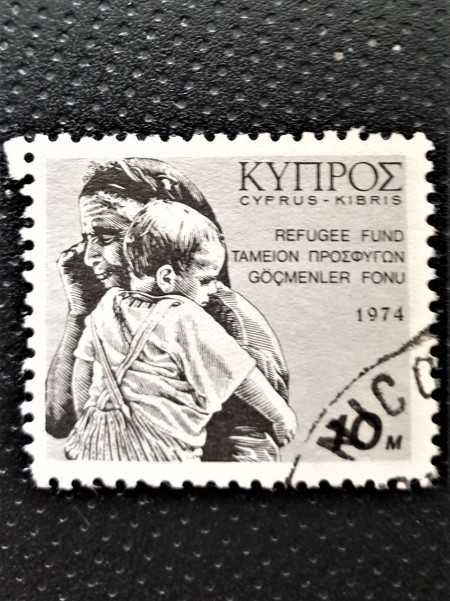 ΚΥΠΡΟΣ
CYPRUS - KIBRIS
REFUGEE FUND
ΤΑΜΕΙΟΝ ΠΡΟΣΦΥΓΩΝ
GÖÇMENLER FONU
1974
10 M